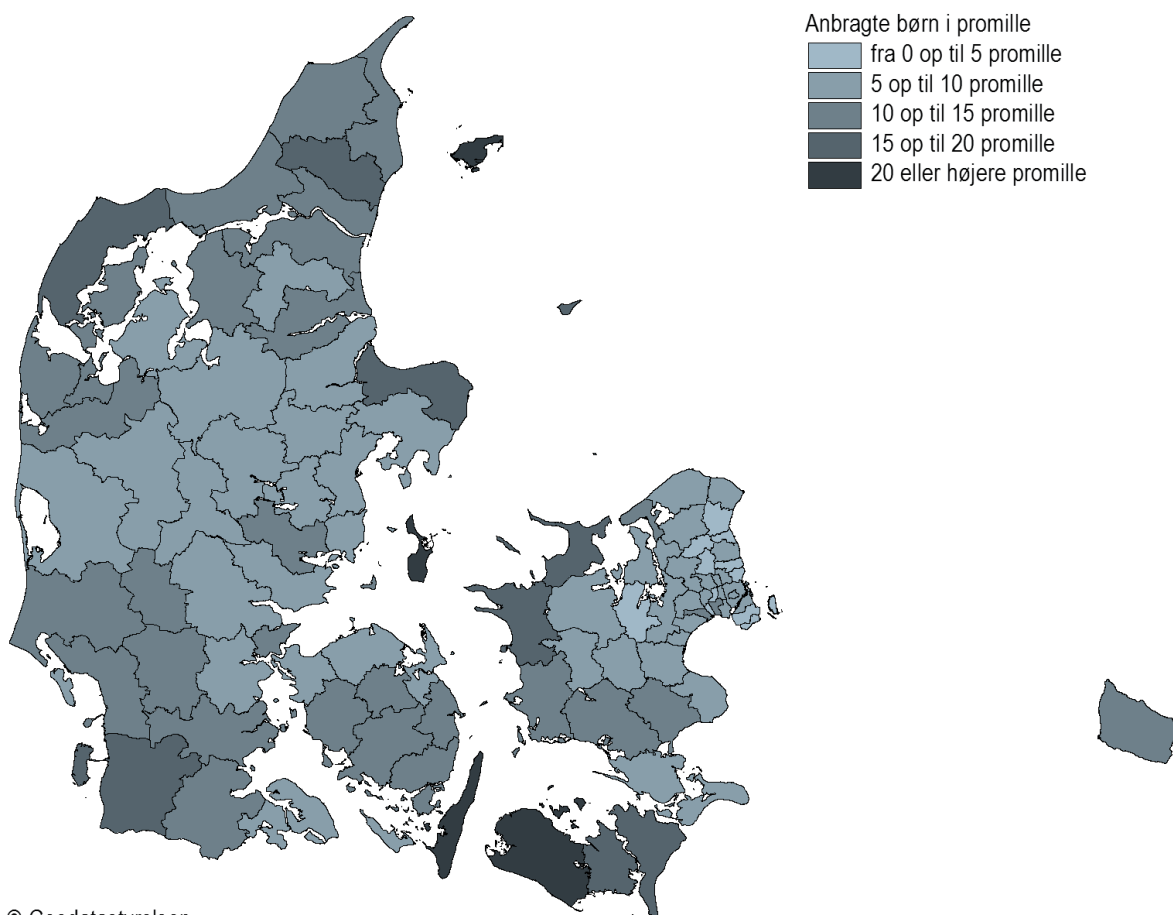 Anbragte børn i promille
fra 0 op til 5 promille
5 op til 10 promille
10 op til 15 promille
15 op til 20 promille
20 eller højere promille
© Geodatastyrelsen